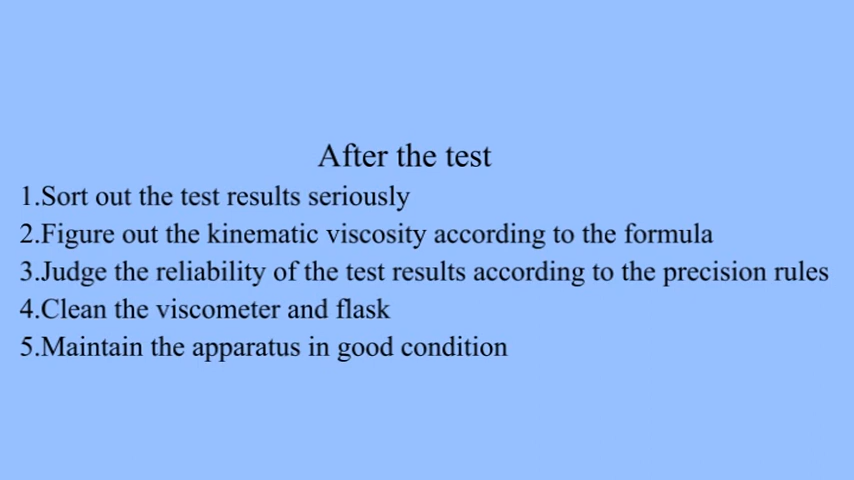 After the test
1.Sort out the test results seriously
2.Figure out the kinematic viscosity according to the formula
3.Judge the reliability of the test results according to the precision rules
4.Clean the viscometer and flask
5.Maintain the apparatus in good condition